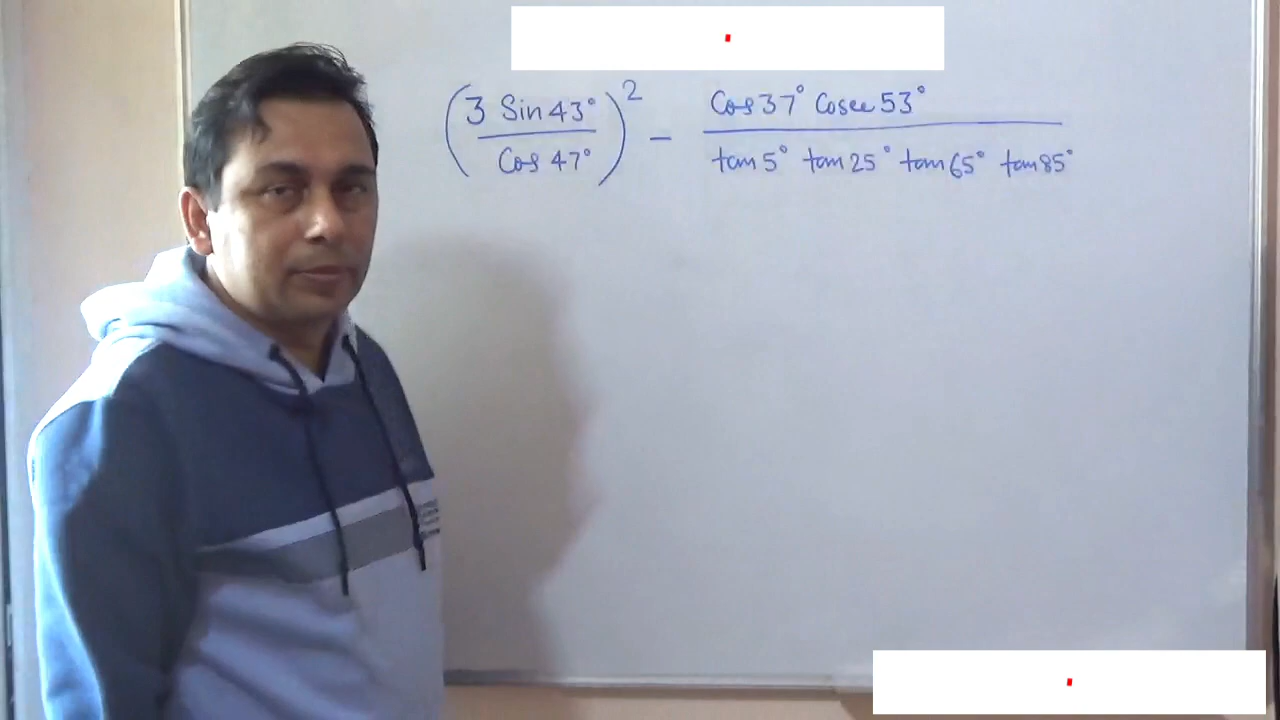 (3 Sin 43° / Cos 47°)² − Cos 37° Cosec 53° / tan 5° tan 25° tan 65° tan 85°